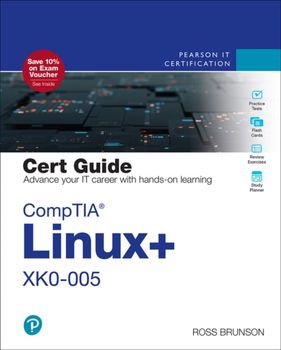 Save 10%
on Exam
Voucher
See Inside
PEARSON IT
CERTIFICATION
Practice
Tests
Flash
Cards
Review
Exercises
Study
Planner
Cert Guide
Advance your IT career with hands-on learning
CompTIA®
Linux+
XK0-005
P
ROSS BRUNSON